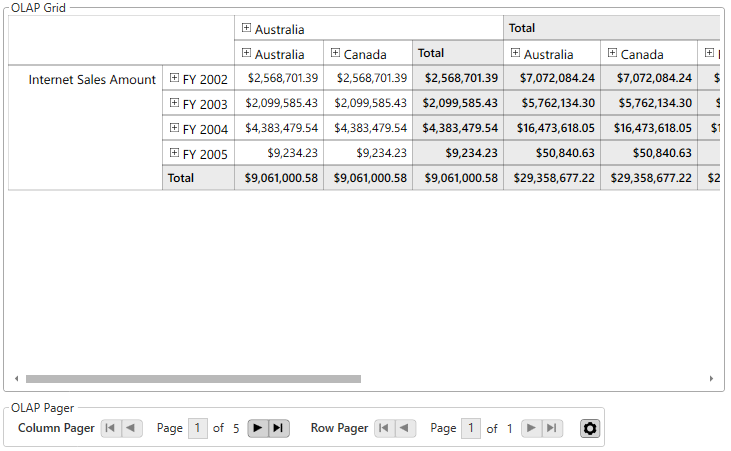 OLAP Grid
Australia Total
Australia Canada Total Australia Canada
Internet Sales Amount FY 2002 $2,568,701.39 $2,568,701.39 $2,568,701.39 $7,072,084.24 $7,072,084.24 $
FY 2003 $2,099,585.43 $2,099,585.43 $2,099,585.43 $5,762,134.30 $5,762,134.30 $
FY 2004 $4,383,479.54 $4,383,479.54 $4,383,479.54 $16,473,618.05 $16,473,618.05 $1
FY 2005 $9,234.23 $9,234.23 $9,234.23 $50,840.63 $50,840.63
Total $9,061,000.58 $9,061,000.58 $9,061,000.58 $29,358,677.22 $29,358,677.22 $2
OLAP Pager
Column Pager Page 1 of 5 Row Pager Page 1 of 1